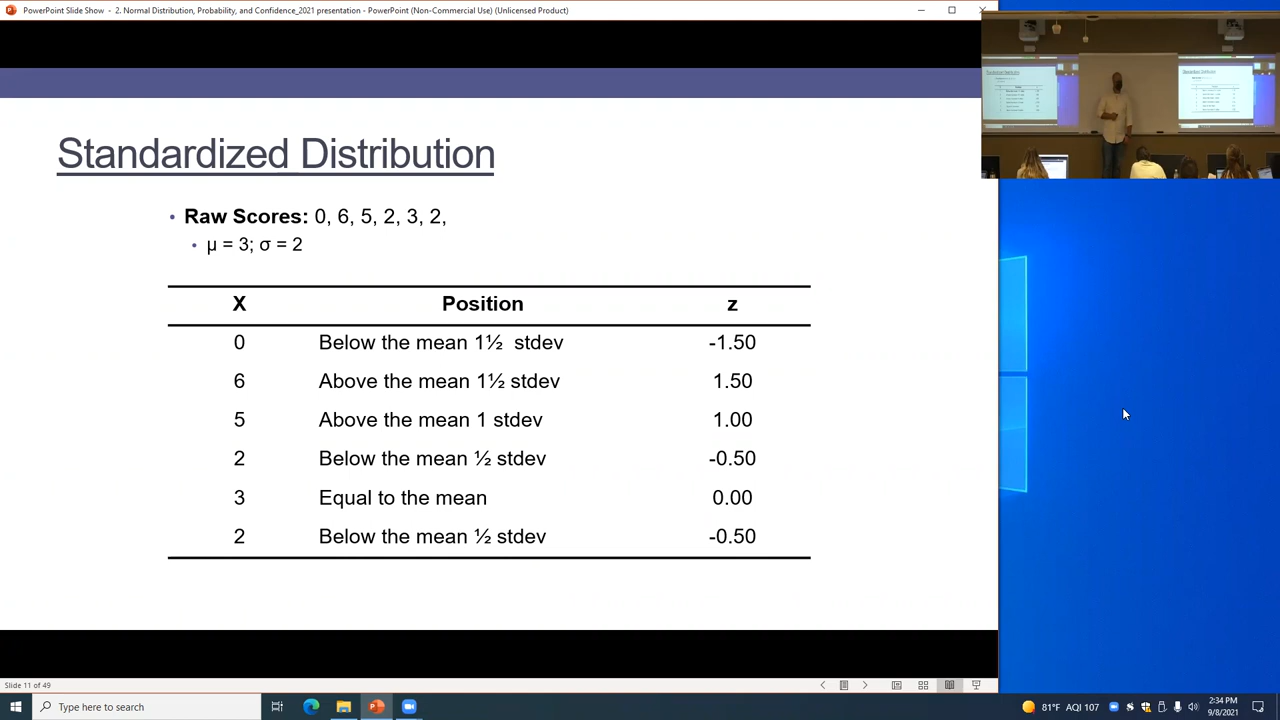 PowerPoint Slide Show - 2. Normal Distribution, Probability, and Confidence_2021 presentation - PowerPoint (Non-Commercial Use) (Unlicensed Product)
Standardized Distribution
• Raw Scores: 0, 6, 5, 2, 3, 2,
• μ = 3; σ = 2
X Position z
0 Below the mean 1½ stdev -1.50
6 Above the mean 1½ stdev 1.50
5 Above the mean 1 stdev 1.00
2 Below the mean ½ stdev -0.50
3 Equal to the mean 0.00
2 Below the mean ½ stdev -0.50
Slide 11 of 49
Type here to search
81°F AQI 107
2:34 PM
9/8/2021